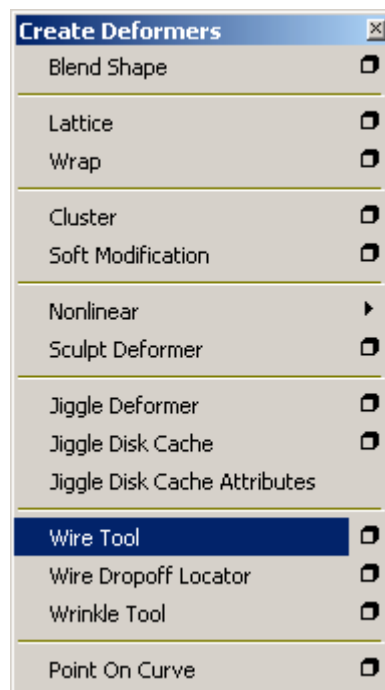 Create Deformers
Blend Shape
Lattice
Wrap
Cluster
Soft Modification
Nonlinear
Sculpt Deformer
Jiggle Deformer
Jiggle Disk Cache
Jiggle Disk Cache Attributes
Wire Tool
Wire Dropoff Locator
Wrinkle Tool
Point On Curve